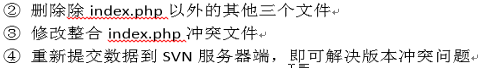 ② 删除除 index.php 以外的其他三个文件
③ 修改整合 index.php 冲突文件
④ 重新提交数据到 SVN 服务器端，即可解决版本冲突问题